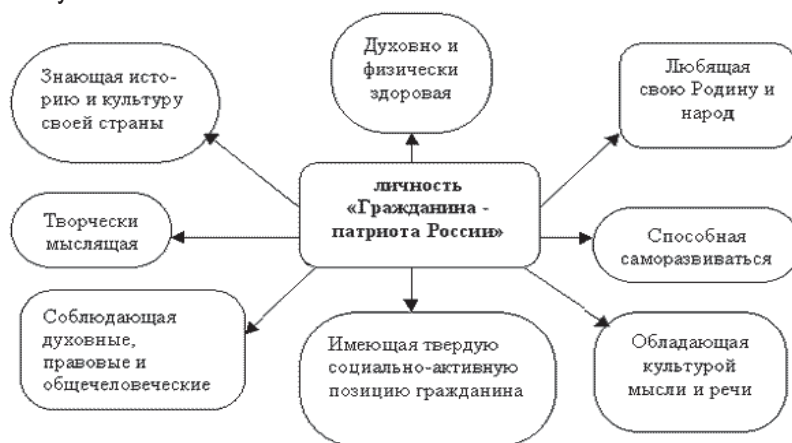 Духовно и
физически
здоровая
Знающая исто-
рию и культуру
своей страны
Любящая
свою Родину и
народ
личность
«Гражданина -
патриота России»
Творчески
мыслящая
Способная
саморазвиваться
Соблюдающая
духовные,
правовые и
общечеловеческие
Имеющая твердую
социально-активную
позицию гражданина
Обладающая
культурой
мысли и речи